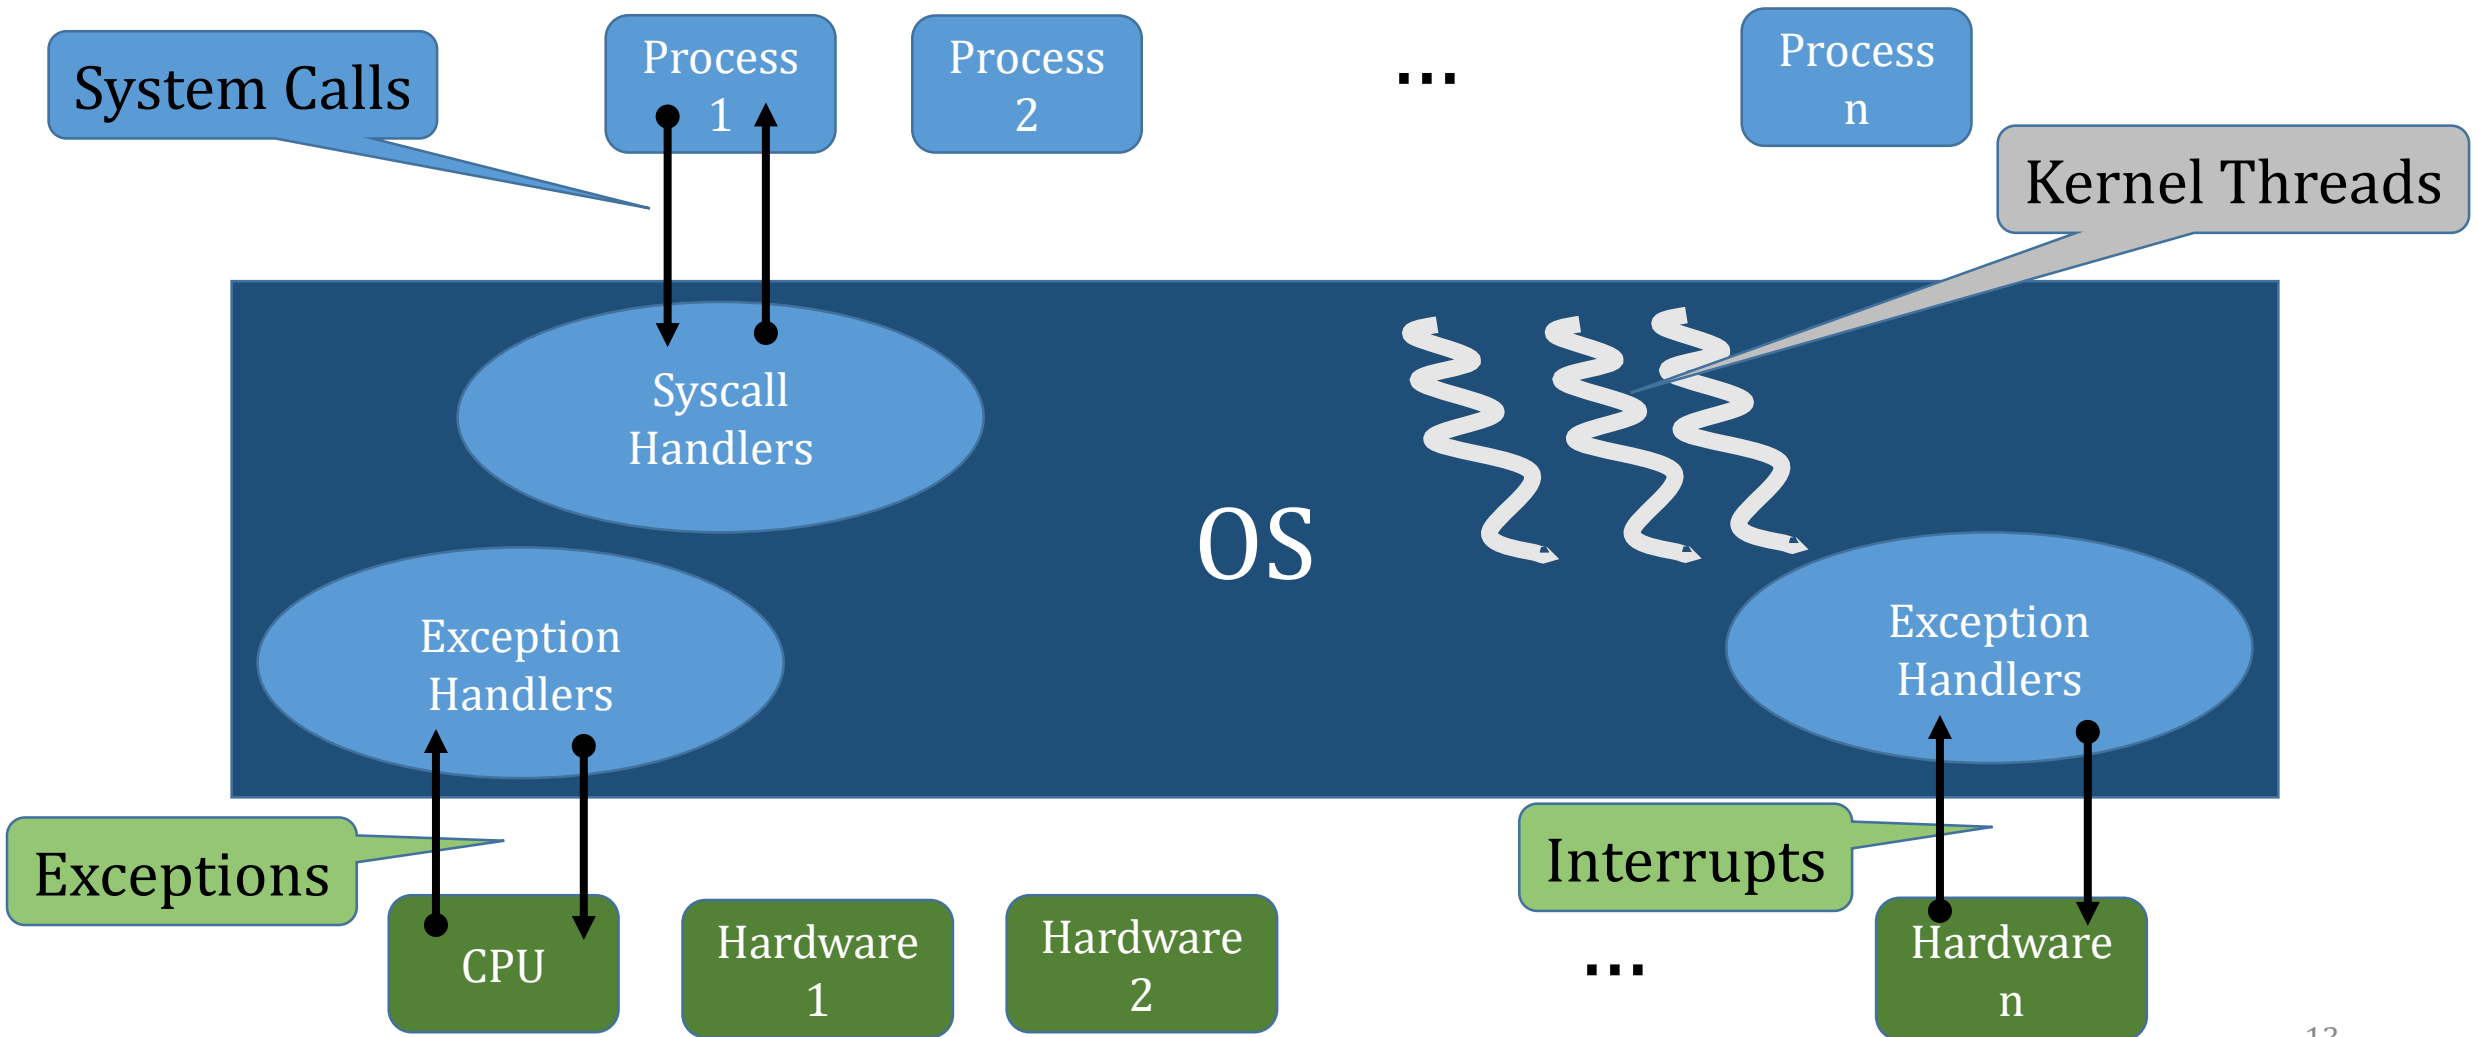 System Calls
Process
1
Process
2
...
Process
n
Kernel Threads
Syscall
Handlers
OS
Exception
Handlers
Exception
Handlers
Exceptions
Interrupts
CPU
Hardware
1
Hardware
2
...
Hardware
n
13